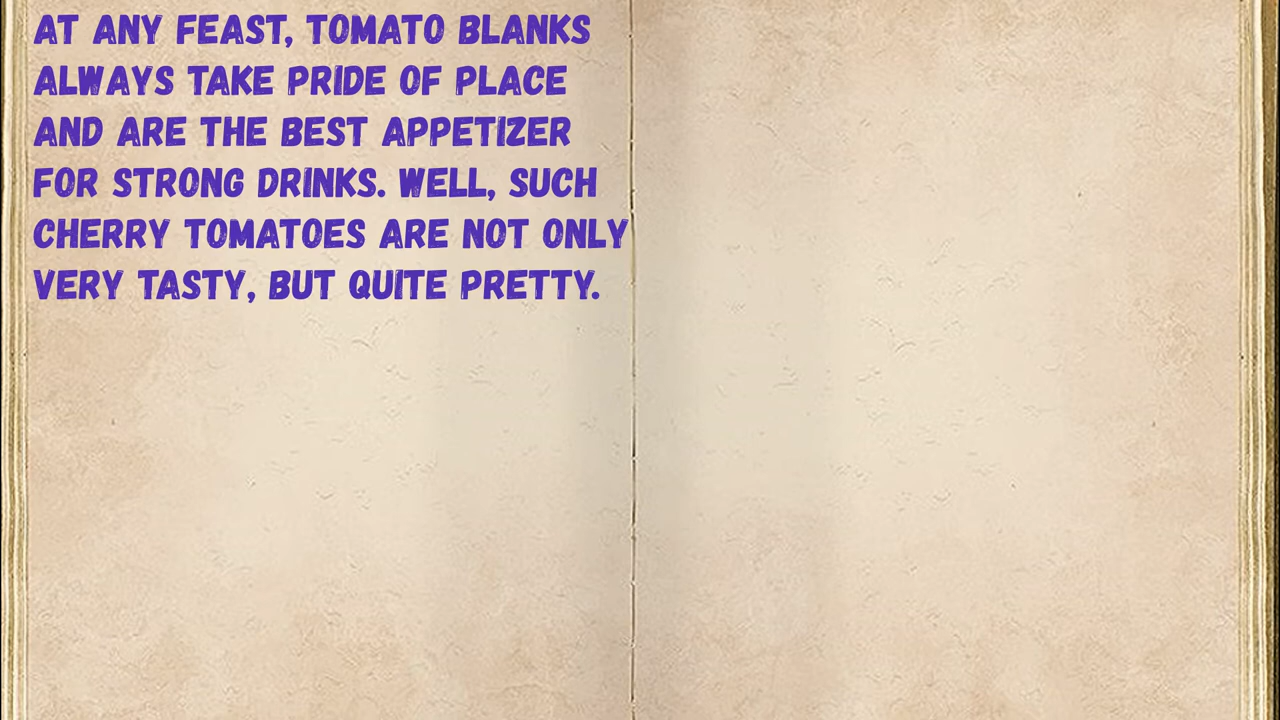 AT ANY FEAST, TOMATO BLANKS
ALWAYS TAKE PRIDE OF PLACE
AND ARE THE BEST APPETIZER
FOR STRONG DRINKS. WELL, SUCH
CHERRY TOMATOES ARE NOT ONLY
VERY TASTY, BUT QUITE PRETTY.